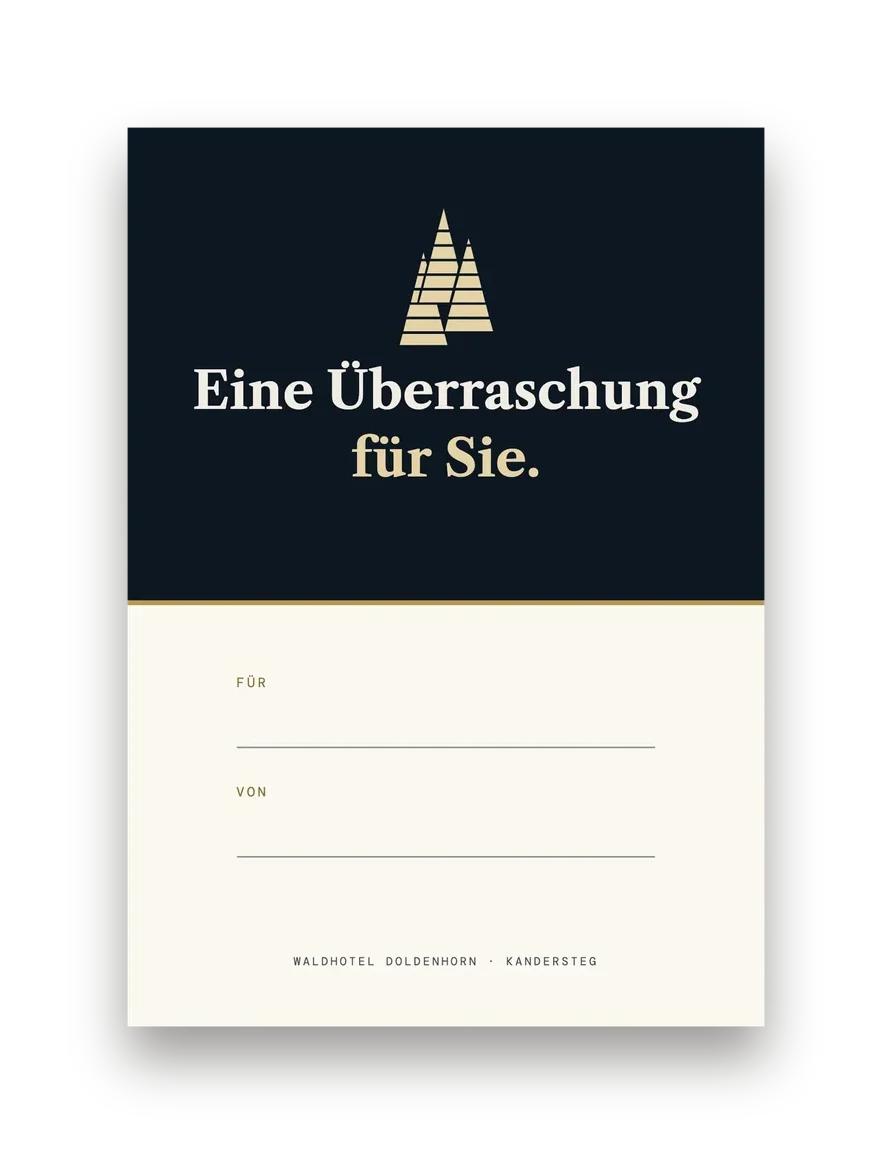 Eine Überraschung
für Sie.
FÜR
VON
WALDHOTEL DOLDENHORN · KANDERSTEG